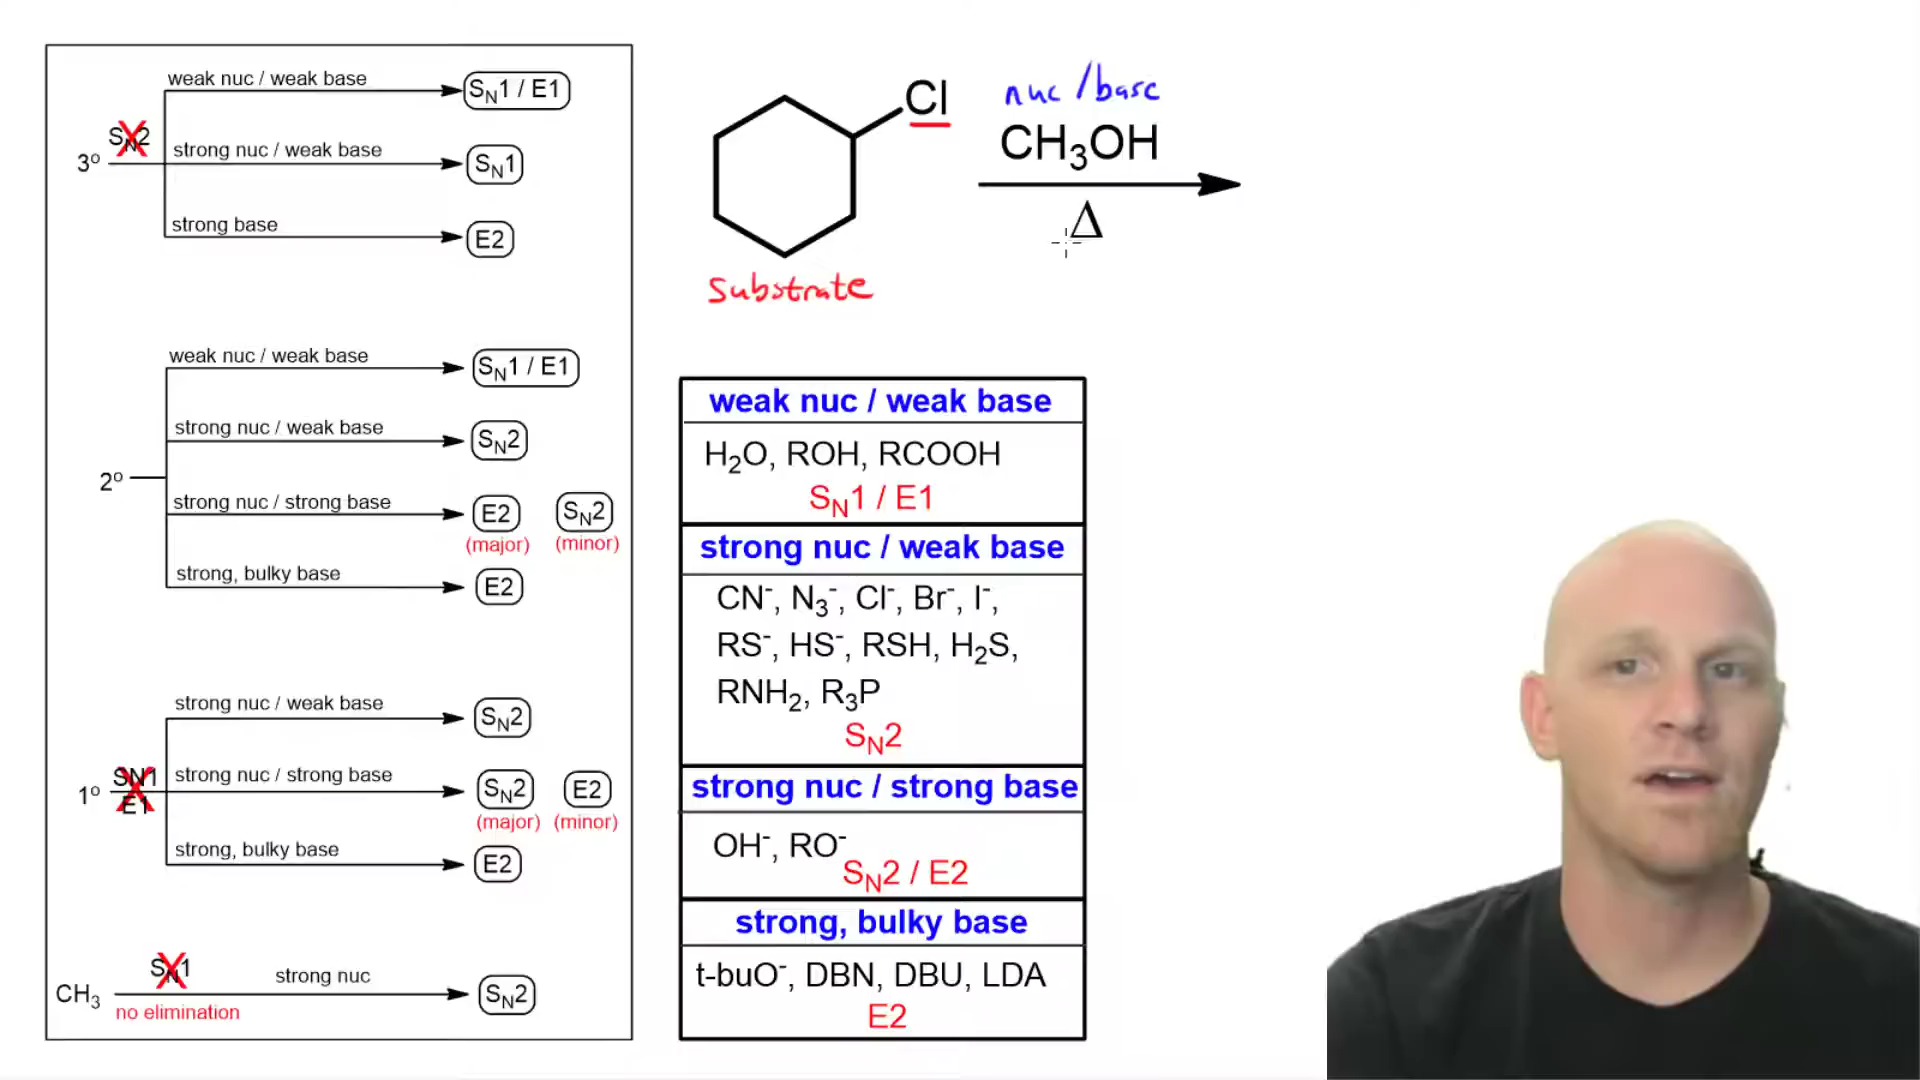 weak nuc / weak base
SN1 / E1
SN2
3º
strong nuc / weak base
SN1
strong base
E2
weak nuc / weak base
SN1 / E1
strong nuc / weak base
SN2
2º
strong nuc / strong base
E2
SN2
(major)
(minor)
strong, bulky base
E2
strong nuc / weak base
SN2
SN1
E1
1º
strong nuc / strong base
SN2
E2
(major)
(minor)
strong, bulky base
E2
SN1
strong nuc
CH3
SN2
no elimination
Cl
nuc / base
CH3OH
Δ
Substrate
weak nuc / weak base
H2O, ROH, RCOOH
SN1 / E1
strong nuc / weak base
CN-, N3-, Cl-, Br-, I-,
RS-, HS-, RSH, H2S,
RNH2, R3P
SN2
strong nuc / strong base
OH-, RO-
SN2 / E2
strong, bulky base
t-buO-, DBN, DBU, LDA
E2